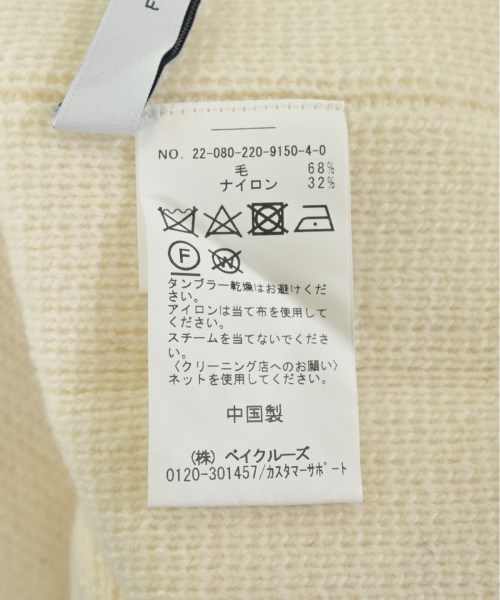 F
NO. 22-080-220-9150-4-0
毛 68%
ナイロン 32%
F W
タンブラー乾燥はお避けくだ
さい。
アイロンは当て布を使用して
ください。
スチームを当てないでくださ
い。
〈クリーニング店へのお願い〉
ネットを使用してください。
中国製
(株) ベイクルーズ
0120-301457/カスタマーサポート